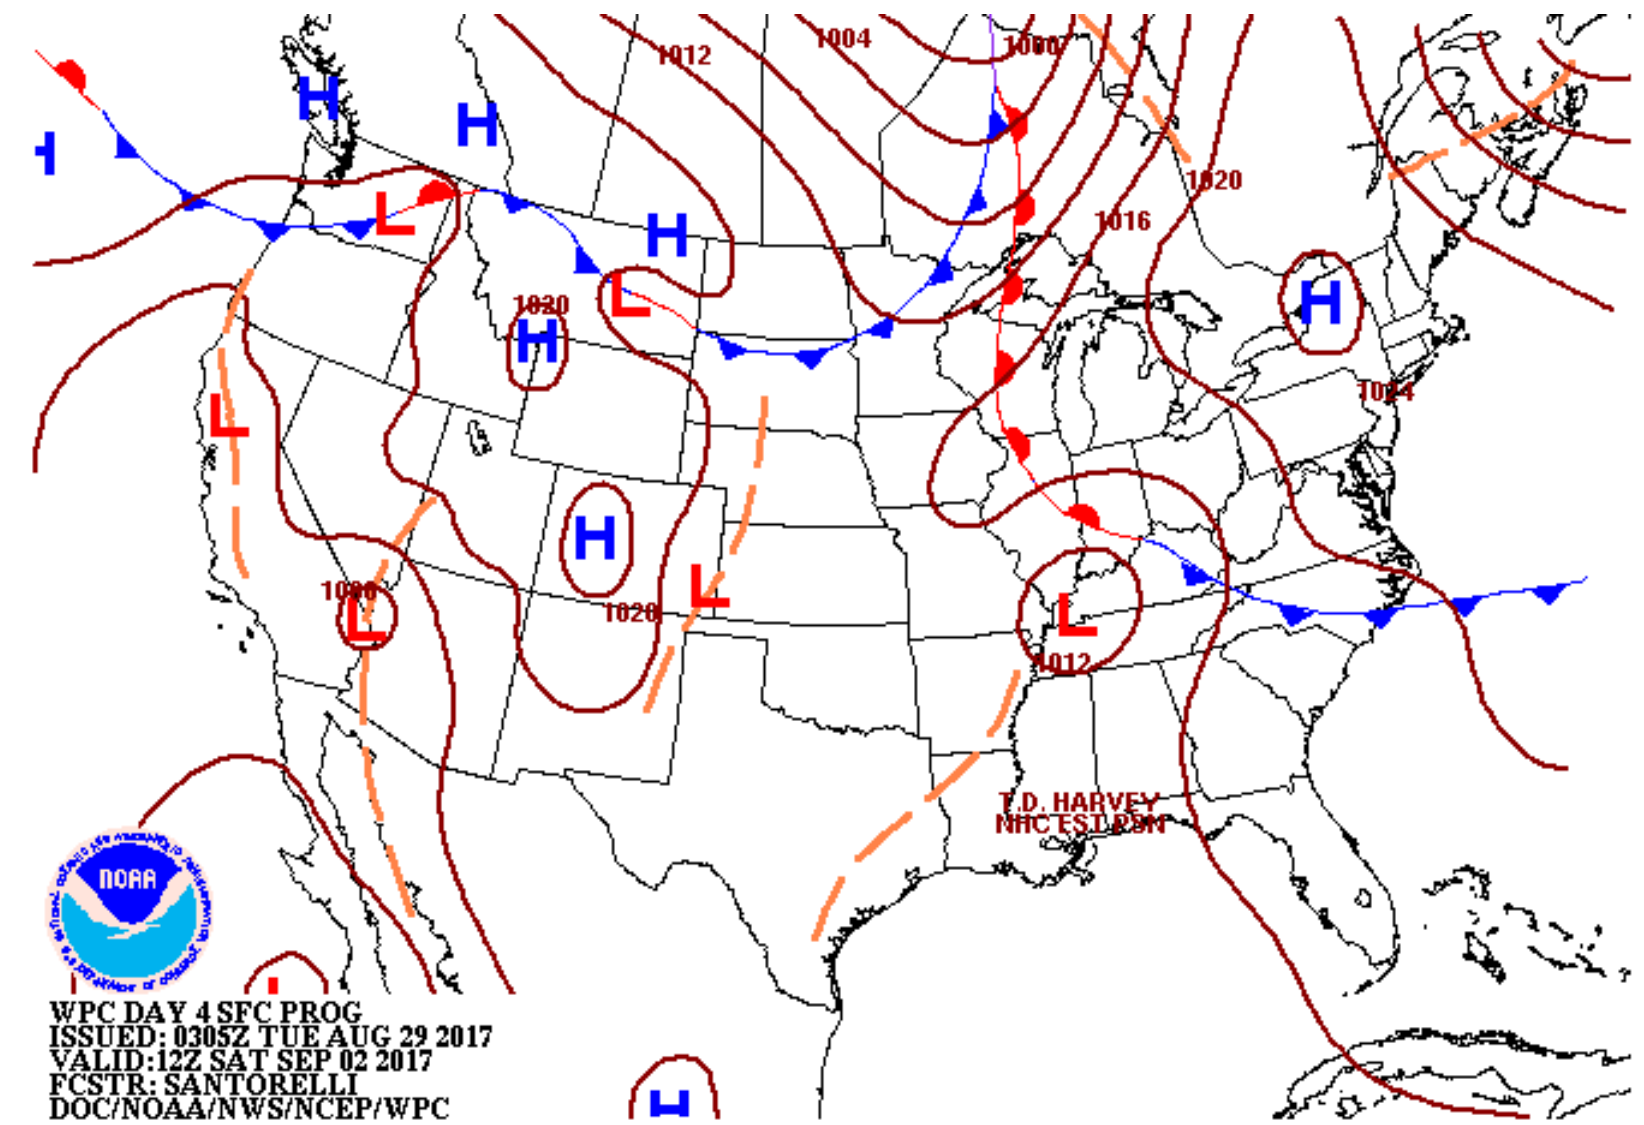 1012
1004
1000
H
H
H
1020
L
1016
H
L
1020
H
H
1024
L
H
1008
L
L
1020
L
1012
T.D. HARVEY
NHC EST PSN
NOAA
L
WPC DAY 4 SFC PROG
ISSUED: 0305Z TUE AUG 29 2017
VALID:12Z SAT SEP 02 2017
FCSTR: SANTORELLI
DOC/NOAA/NWS/NCEP/WPC
H